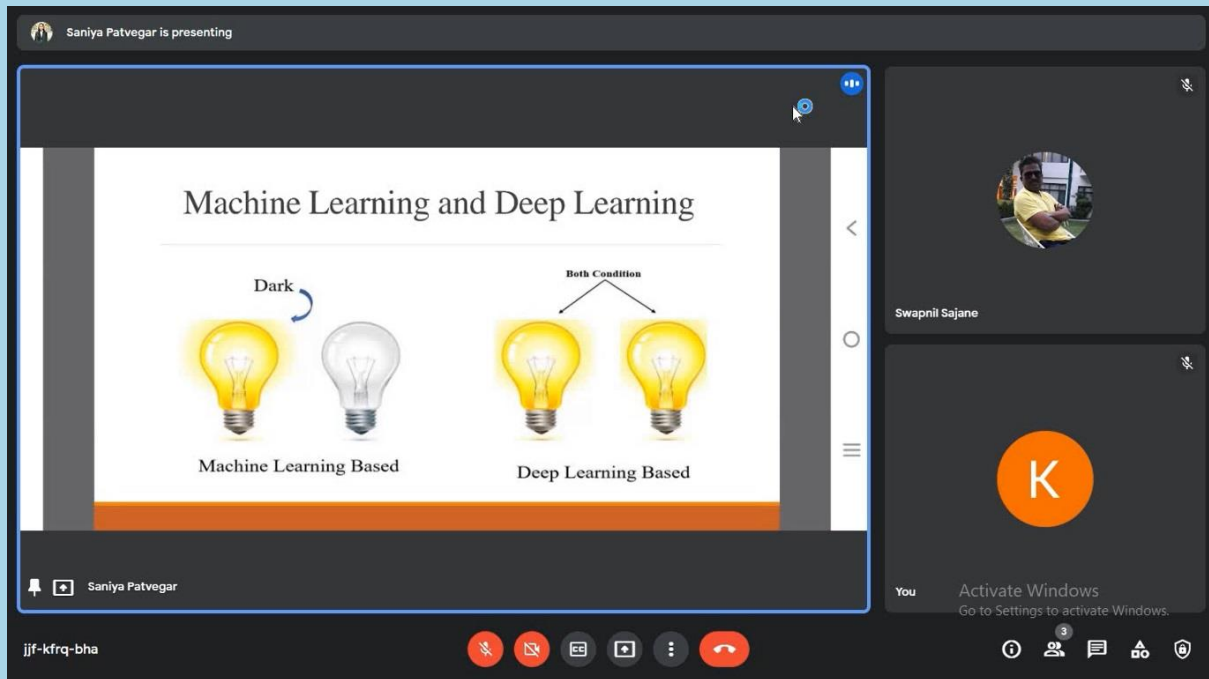 Saniya Patvegar is presenting
Machine Learning and Deep Learning
Dark
Both Condition
Machine Learning Based
Deep Learning Based
Saniya Patvegar
Swapnil Sajane
K
You
Activate Windows
Go to Settings to activate Windows.
jjf-kfrq-bha
CC
3